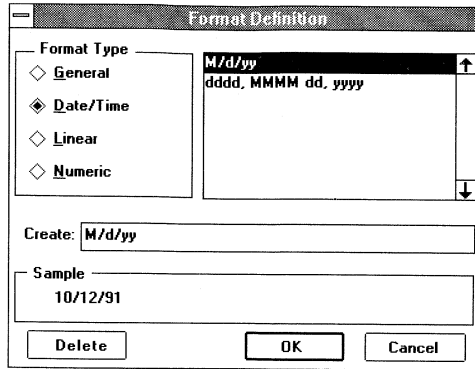 Format Definition
Format Type
General
Date/Time
Linear
Numeric
M/d/yy
dddd, MMMM dd, yyyy
Create: M/d/yy
Sample
10/12/91
Delete OK Cancel